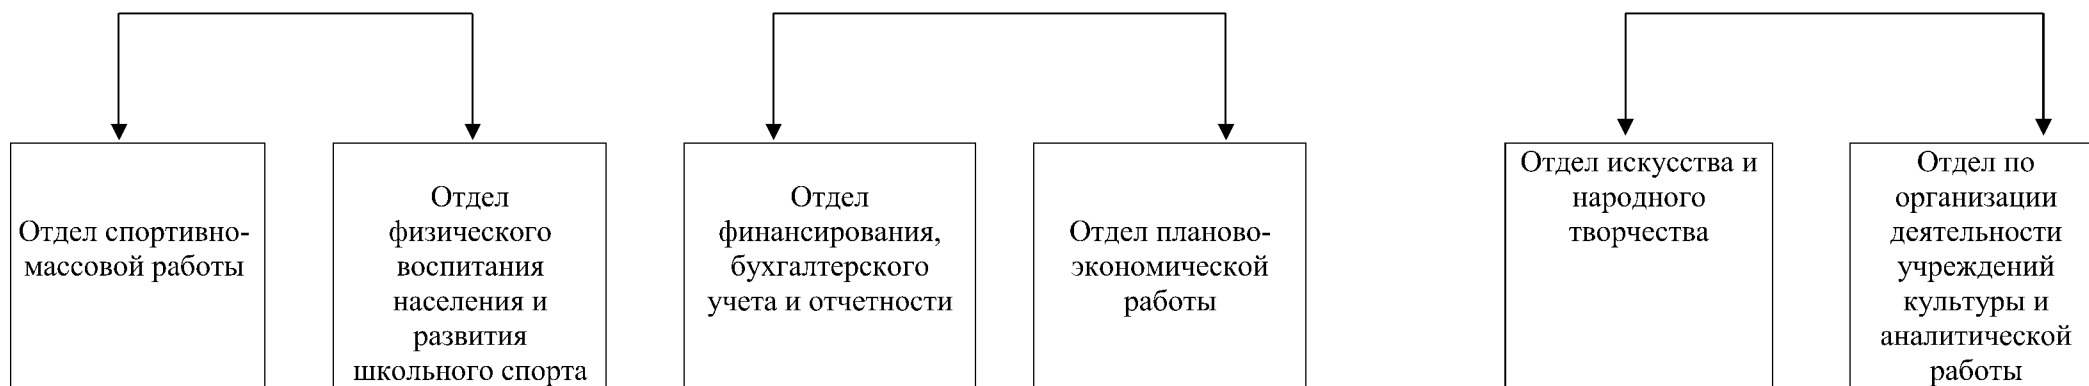 Отдел спортивно-
массовой работы
Отдел
физического
воспитания
населения и
развития
школьного спорта
Отдел
финансирования,
бухгалтерского
учета и отчетности
Отдел планово-
экономической
работы
Отдел искусства и
народного
творчества
Отдел по
организации
деятельности
учреждений
культуры и
аналитической
работы